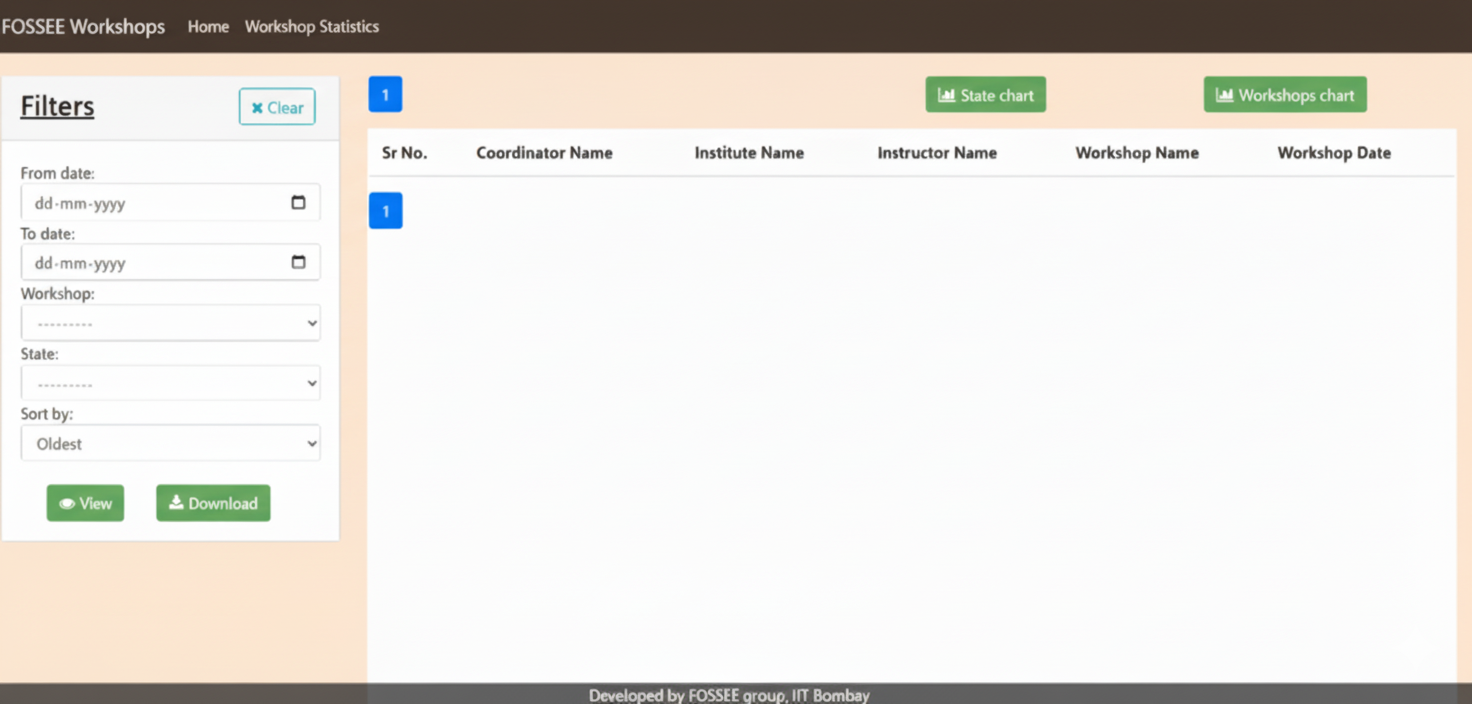 FOSSEE Workshops Home Workshop Statistics
Filters
Clear
From date:
dd-mm-yyyy
To date:
dd-mm-yyyy
Workshop:
---------
State:
---------
Sort by:
Oldest
View Download
1 State chart Workshops chart
Sr No. Coordinator Name Institute Name Instructor Name Workshop Name Workshop Date
1
Developed by FOSSEE group, IIT Bombay